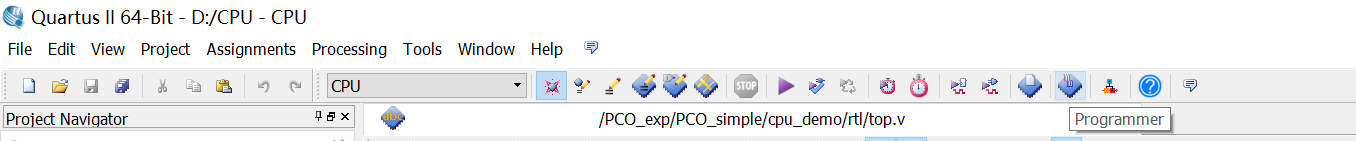 Quartus II 64-Bit - D:/CPU - CPU
File Edit View Project Assignments Processing Tools Window Help
CPU
STOP
Project Navigator
abc
/PCO_exp/PCO_simple/cpu_demo/rtl/top.v
Programmer